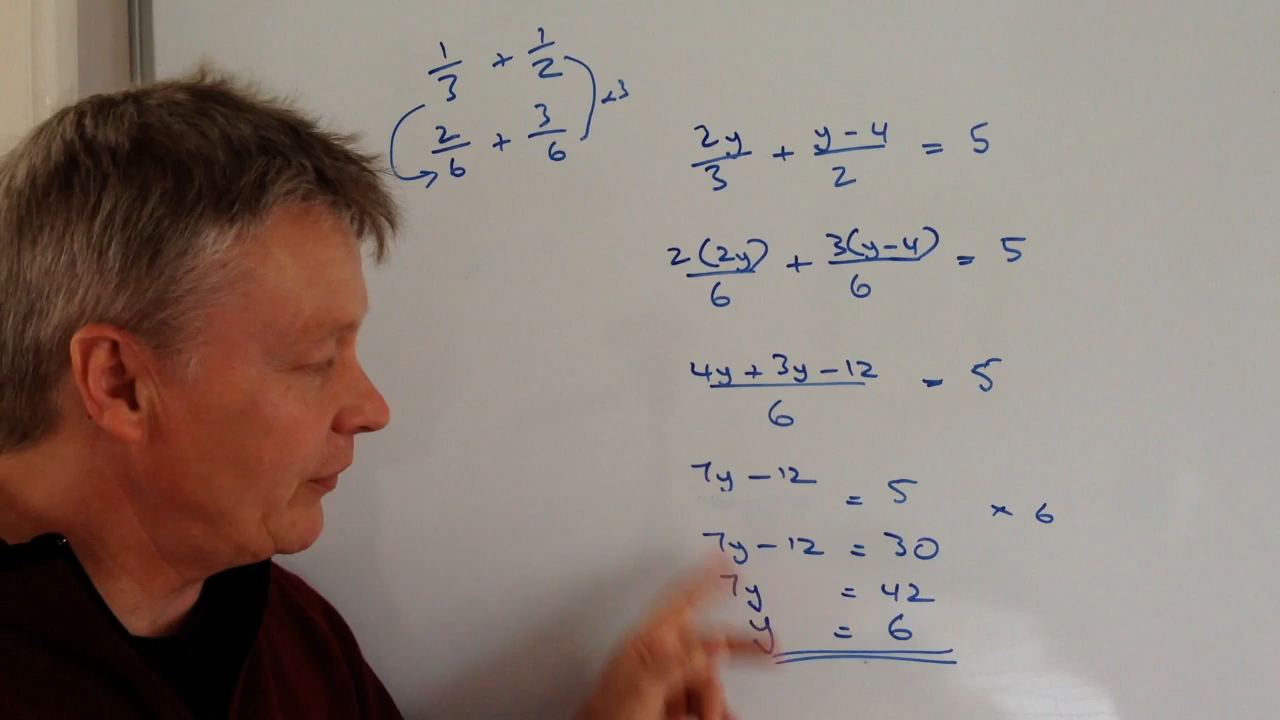 1/3 + 1/2
×3
2/6 + 3/6
2y/3 + y-4/2 = 5
2(2y)/6 + 3(y-4)/6 = 5
4y + 3y - 12/6 = 5
7y - 12 = 5 × 6
7y - 12 = 30
7y = 42
y = 6